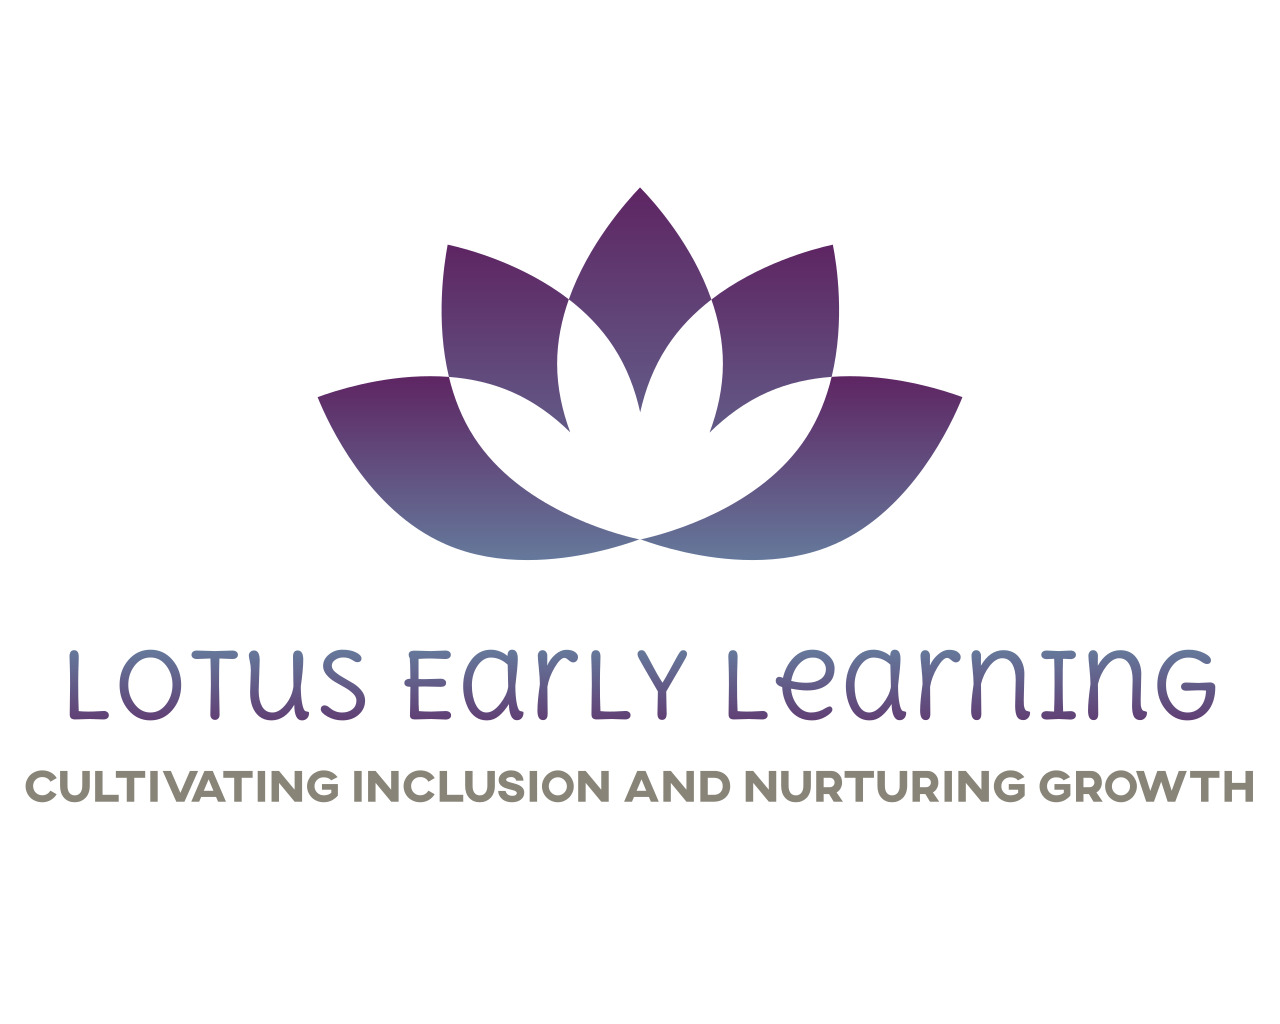 Lotus Early Learning
CULTIVATING INCLUSION AND NURTURING GROWTH